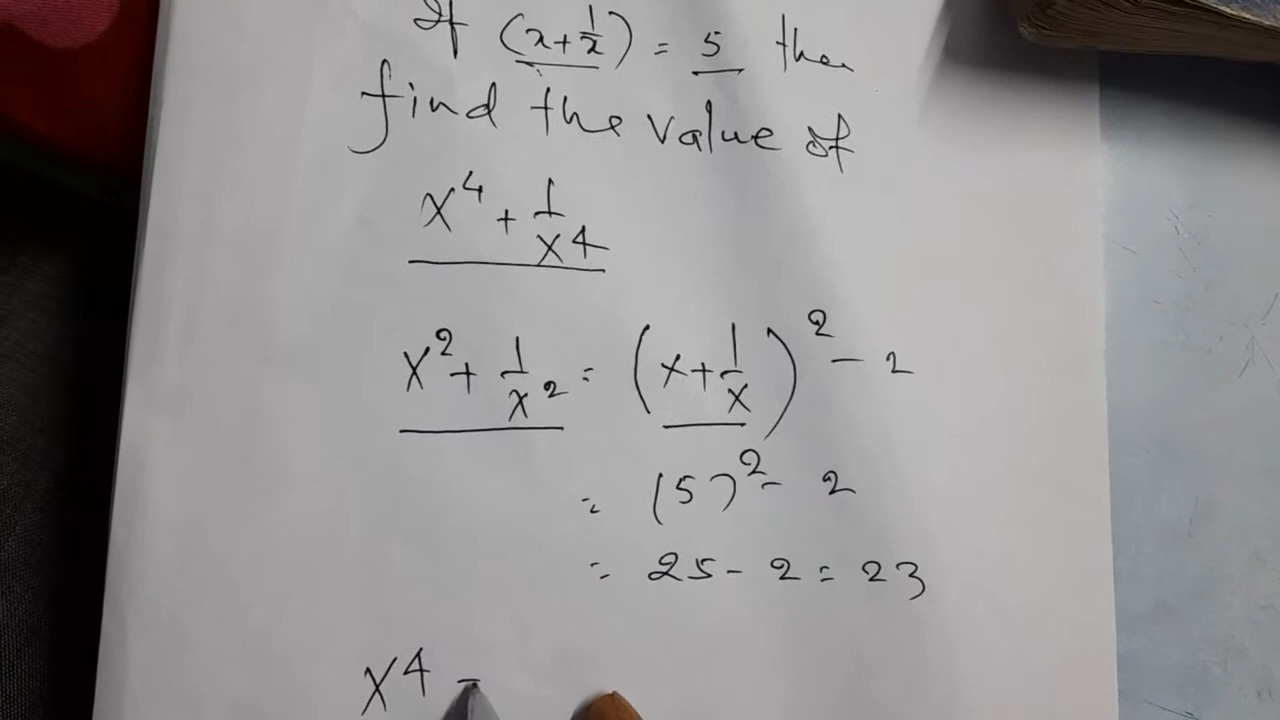 If (x+1/x) = 5 then
find the value of
x⁴ + 1/x⁴
x² + 1/x² = (x + 1/x)² - 2
= (5)² - 2
= 25 - 2 = 23
x⁴ -